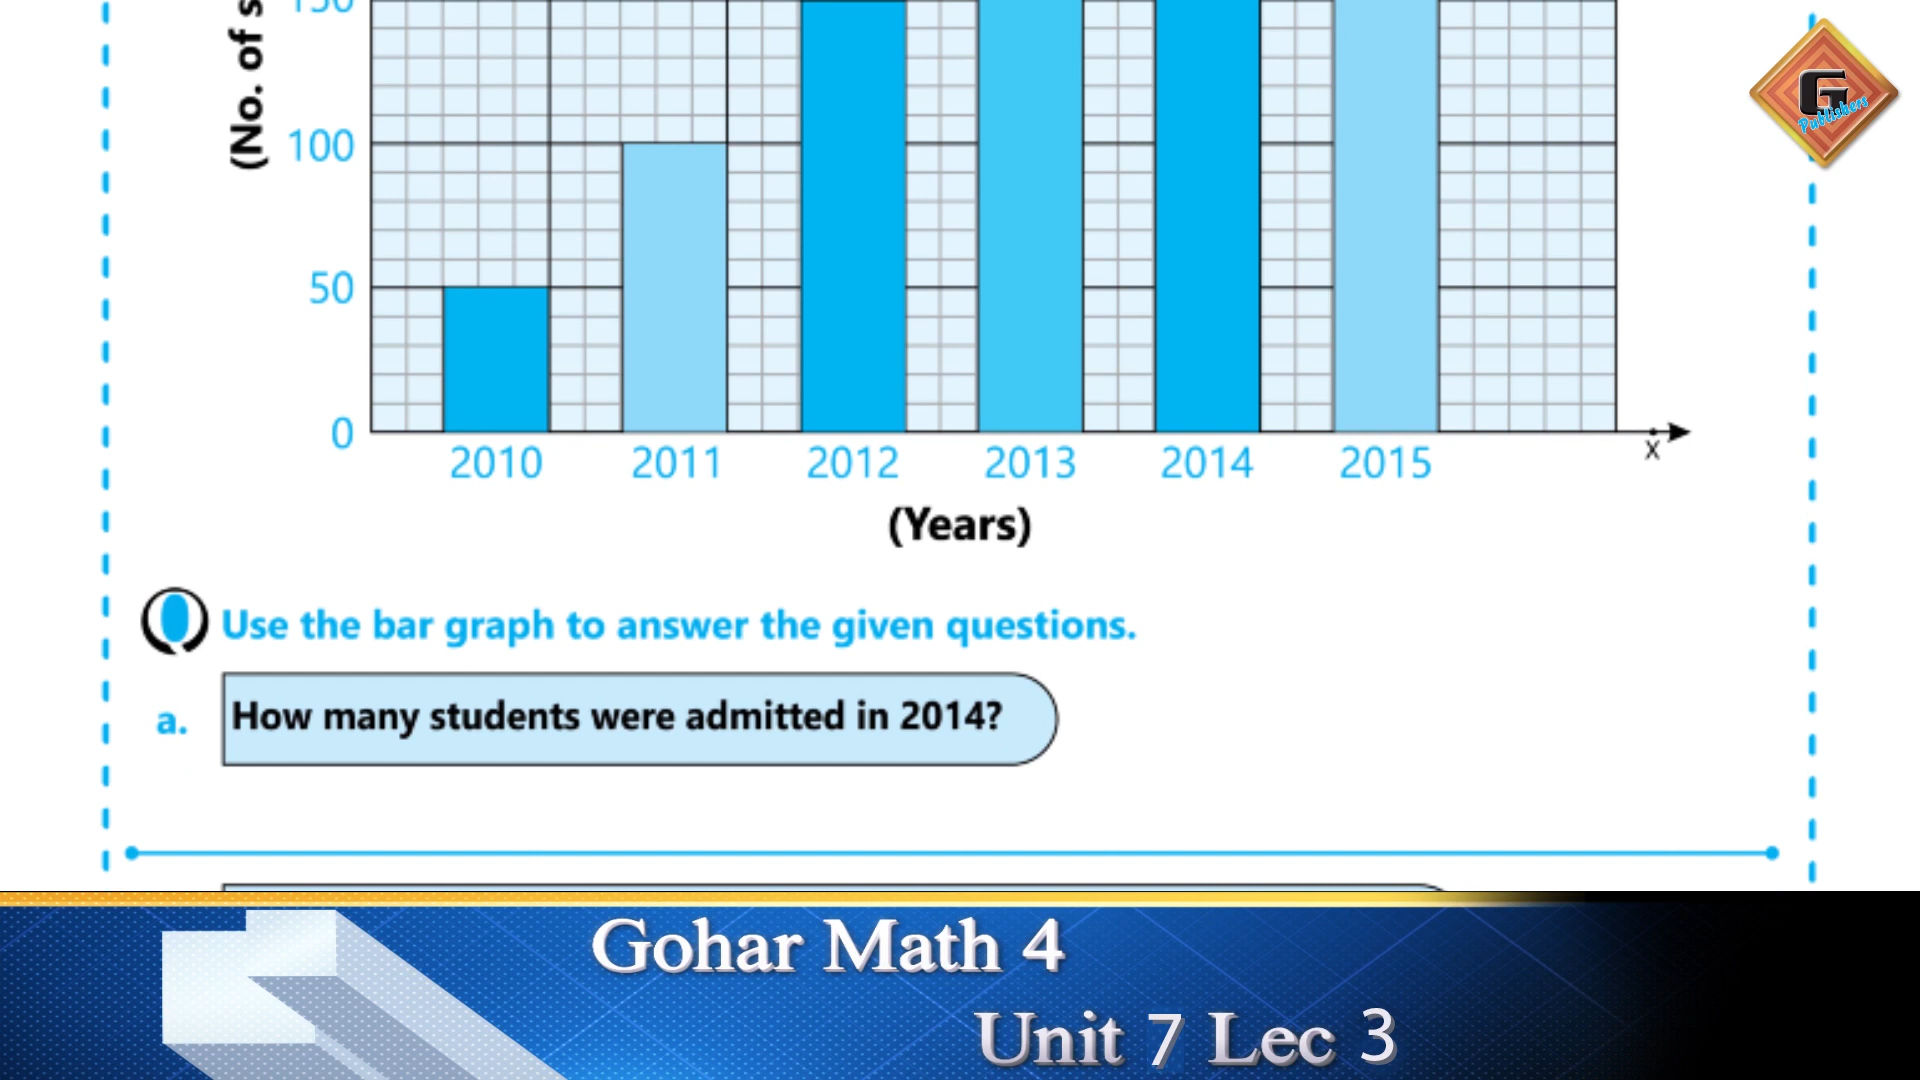 150
(No. of s
100
50
0
2010 2011 2012 2013 2014 2015
x
(Years)
Q Use the bar graph to answer the given questions.
a. How many students were admitted in 2014?
G
Publishers
Gohar Math 4
Unit 7 Lec 3